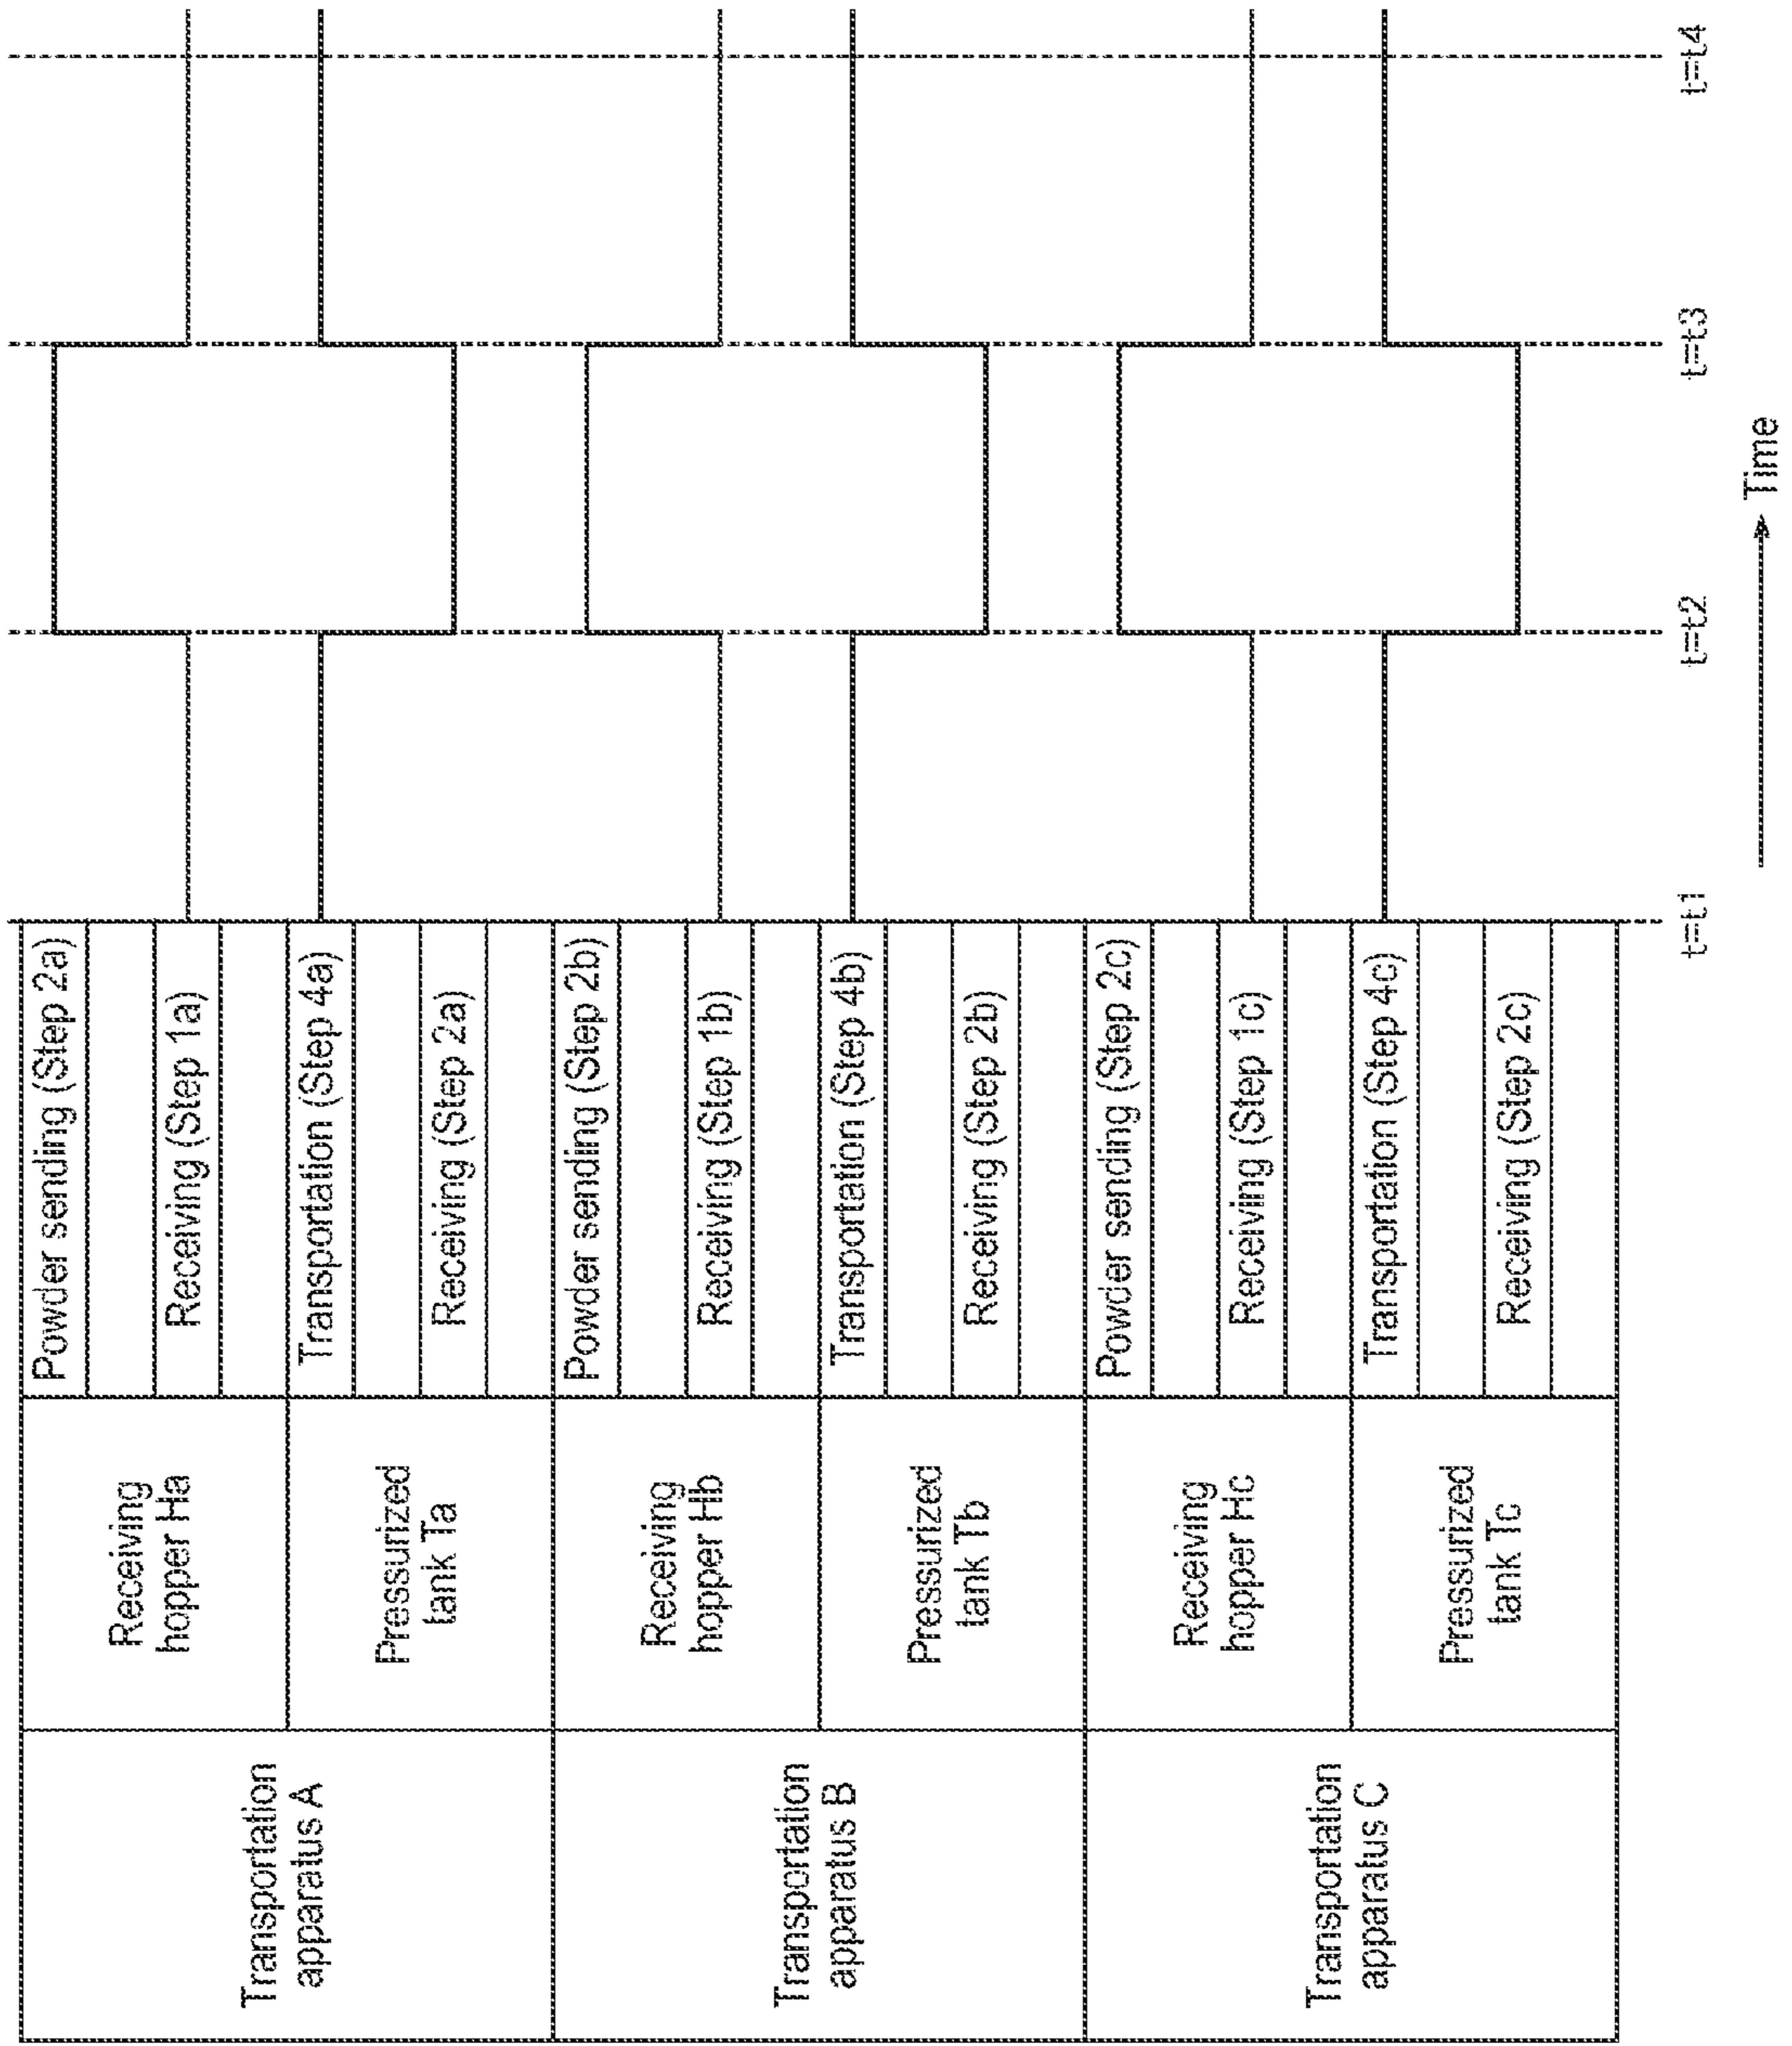 Transportation
apparatus A
Receiving
hopper Ha
Powder sending (Step 2a)
Receiving (Step 1a)
Pressurized
tank Ta
Transportation (Step 4a)
Receiving (Step 2a)
Transportation
apparatus B
Receiving
hopper Hb
Powder sending (Step 2b)
Receiving (Step 1b)
Pressurized
tank Tb
Transportation (Step 4b)
Receiving (Step 2b)
Transportation
apparatus C
Receiving
hopper Hc
Powder sending (Step 2c)
Receiving (Step 1c)
Pressurized
tank Tc
Transportation (Step 4c)
Receiving (Step 2c)
t=t1
t=t2
t=t3
t=t4
Time